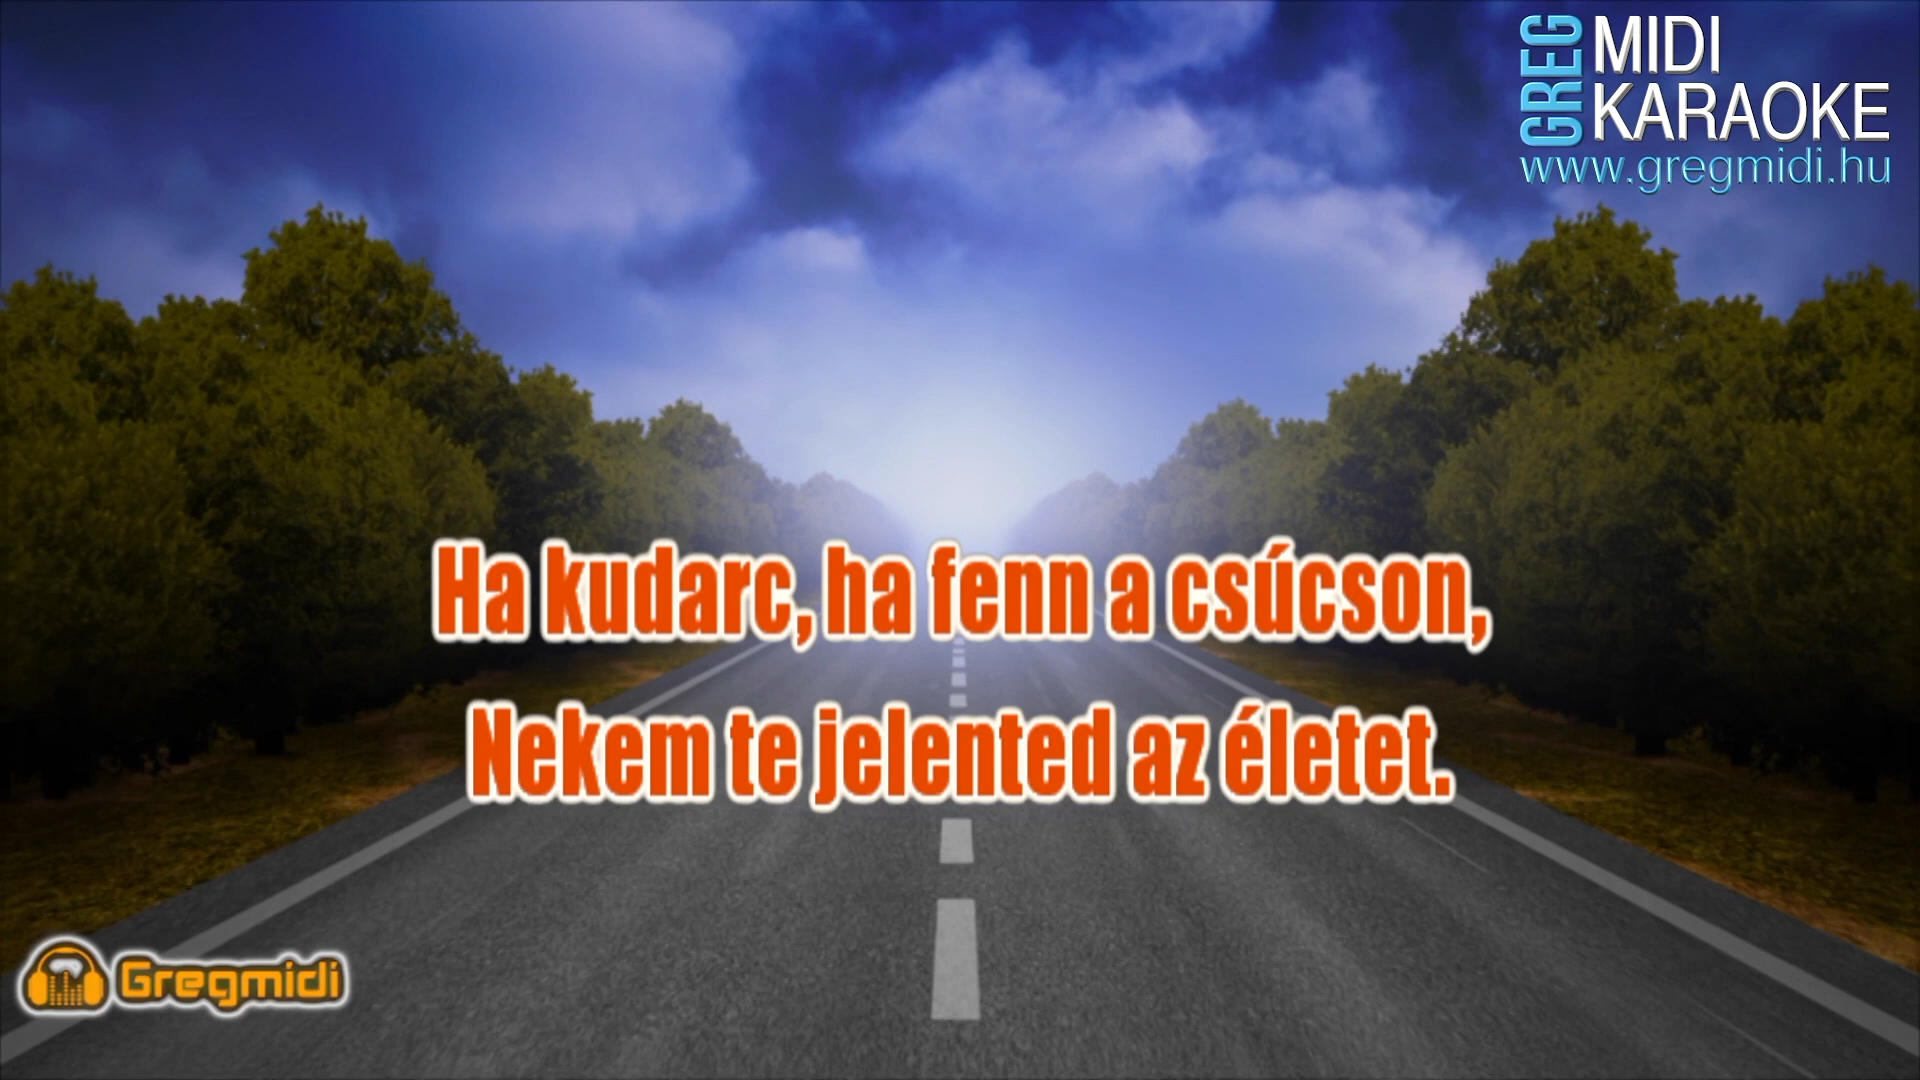 GREG
MIDI
KARAOKE
www.gregmidi.hu
Ha kudarc, ha fenn a csúcson,
Nekem te jelented az életet.
Gregmidi